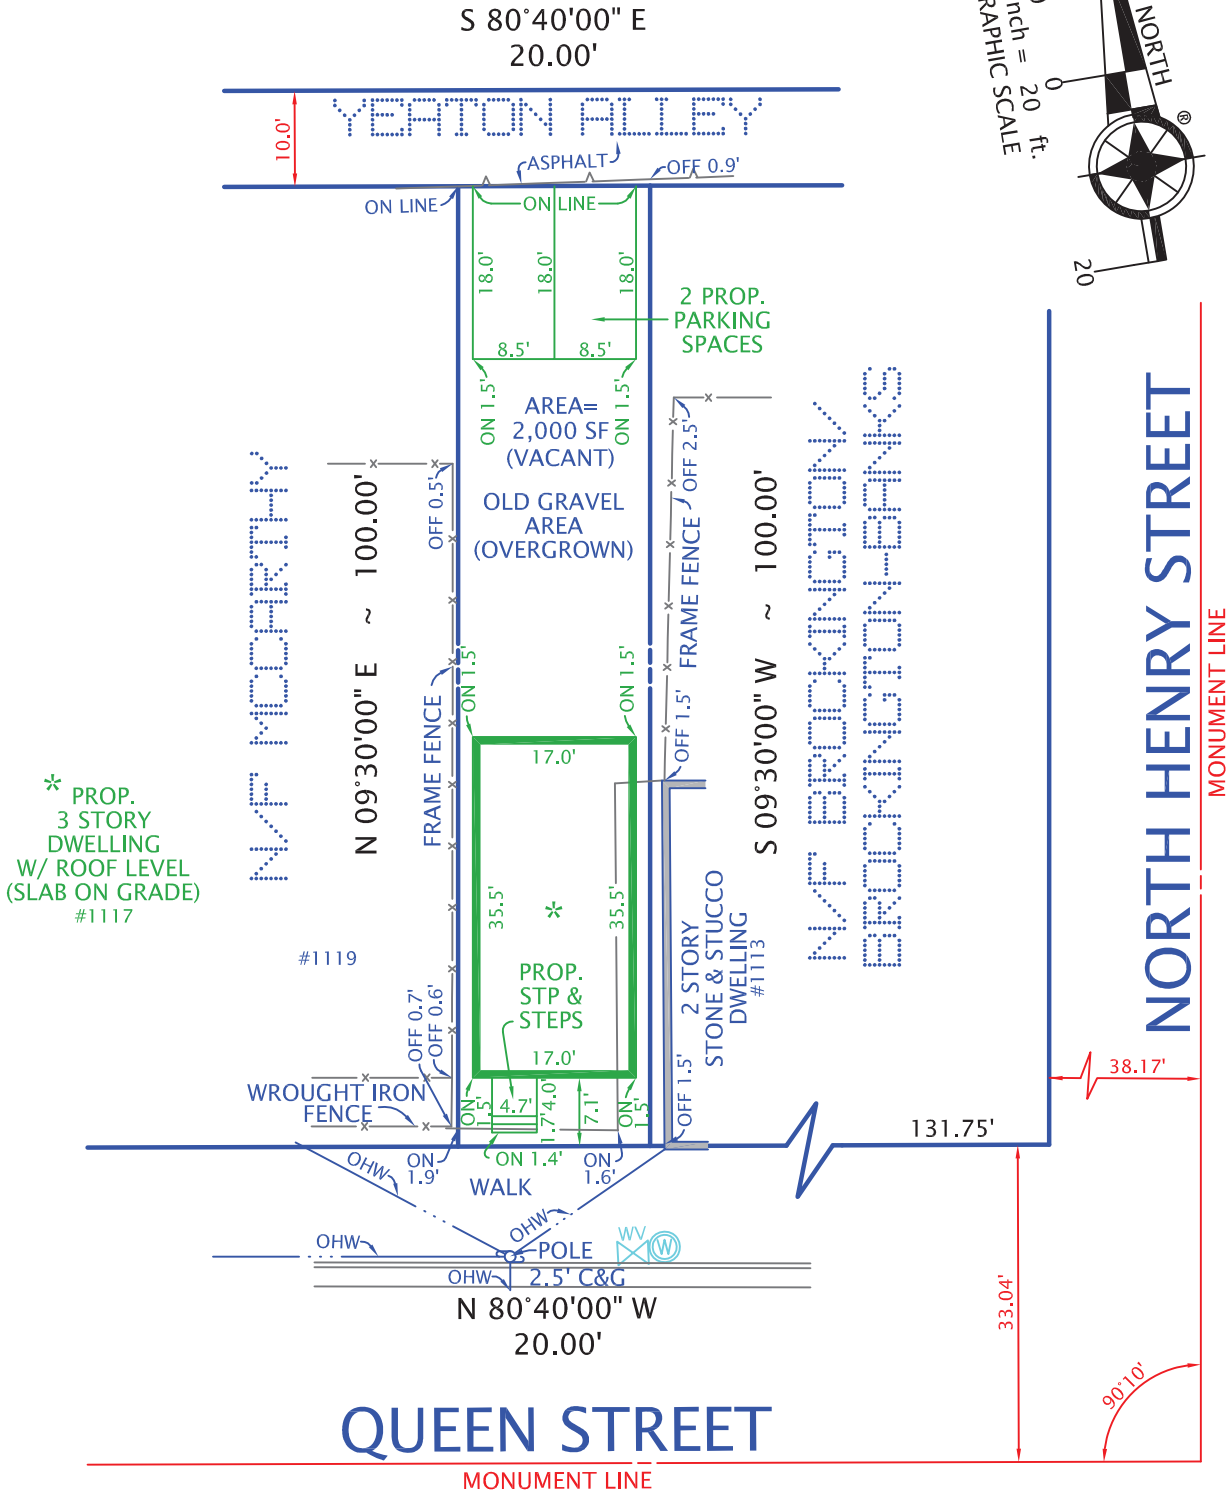 S 80°40'00" E
20.00'
NORTH
®
0
inch = 20 ft.
GRAPHIC SCALE
20
YEATON ALLEY
10.0'
ASPHALT
OFF 0.9'
ON LINE
ON LINE
18.0'
18.0'
18.0'
2 PROP.
PARKING
SPACES
8.5'
8.5'
ON 1.5'
ON 1.5'
AREA=
2,000 SF
(VACANT)
OLD GRAVEL
AREA
(OVERGROWN)
OFF 0.5'
OFF 2.5'
FRAME FENCE
N/F MCCARTHY
N 09°30'00" E ~ 100.00'
S 09°30'00" W ~ 100.00'
N/F BROCKINGTON/
BROCKINGTON-BANKS
NORTH HENRY STREET
MONUMENT LINE
FRAME FENCE
ON 1.5'
ON 1.5'
OFF 1.5'
17.0'
* PROP.
3 STORY
DWELLING
W/ ROOF LEVEL
(SLAB ON GRADE)
#1117
35.5'
*
35.5'
2 STORY
STONE & STUCCO
DWELLING
#1113
#1119
PROP.
STP &
STEPS
OFF 0.7'
OFF 0.6'
17.0'
OFF 1.5'
38.17'
WROUGHT IRON
FENCE
ON
1.5'
4.7'
4.0'
1.7'
7.1'
ON
1.5'
131.75'
ON
1.9'
ON 1.4'
ON
1.6'
WALK
OHW
OHW
OHW
POLE
WV
W
OHW
2.5' C&G
N 80°40'00" W
20.00'
33.04'
90°10'
QUEEN STREET
MONUMENT LINE